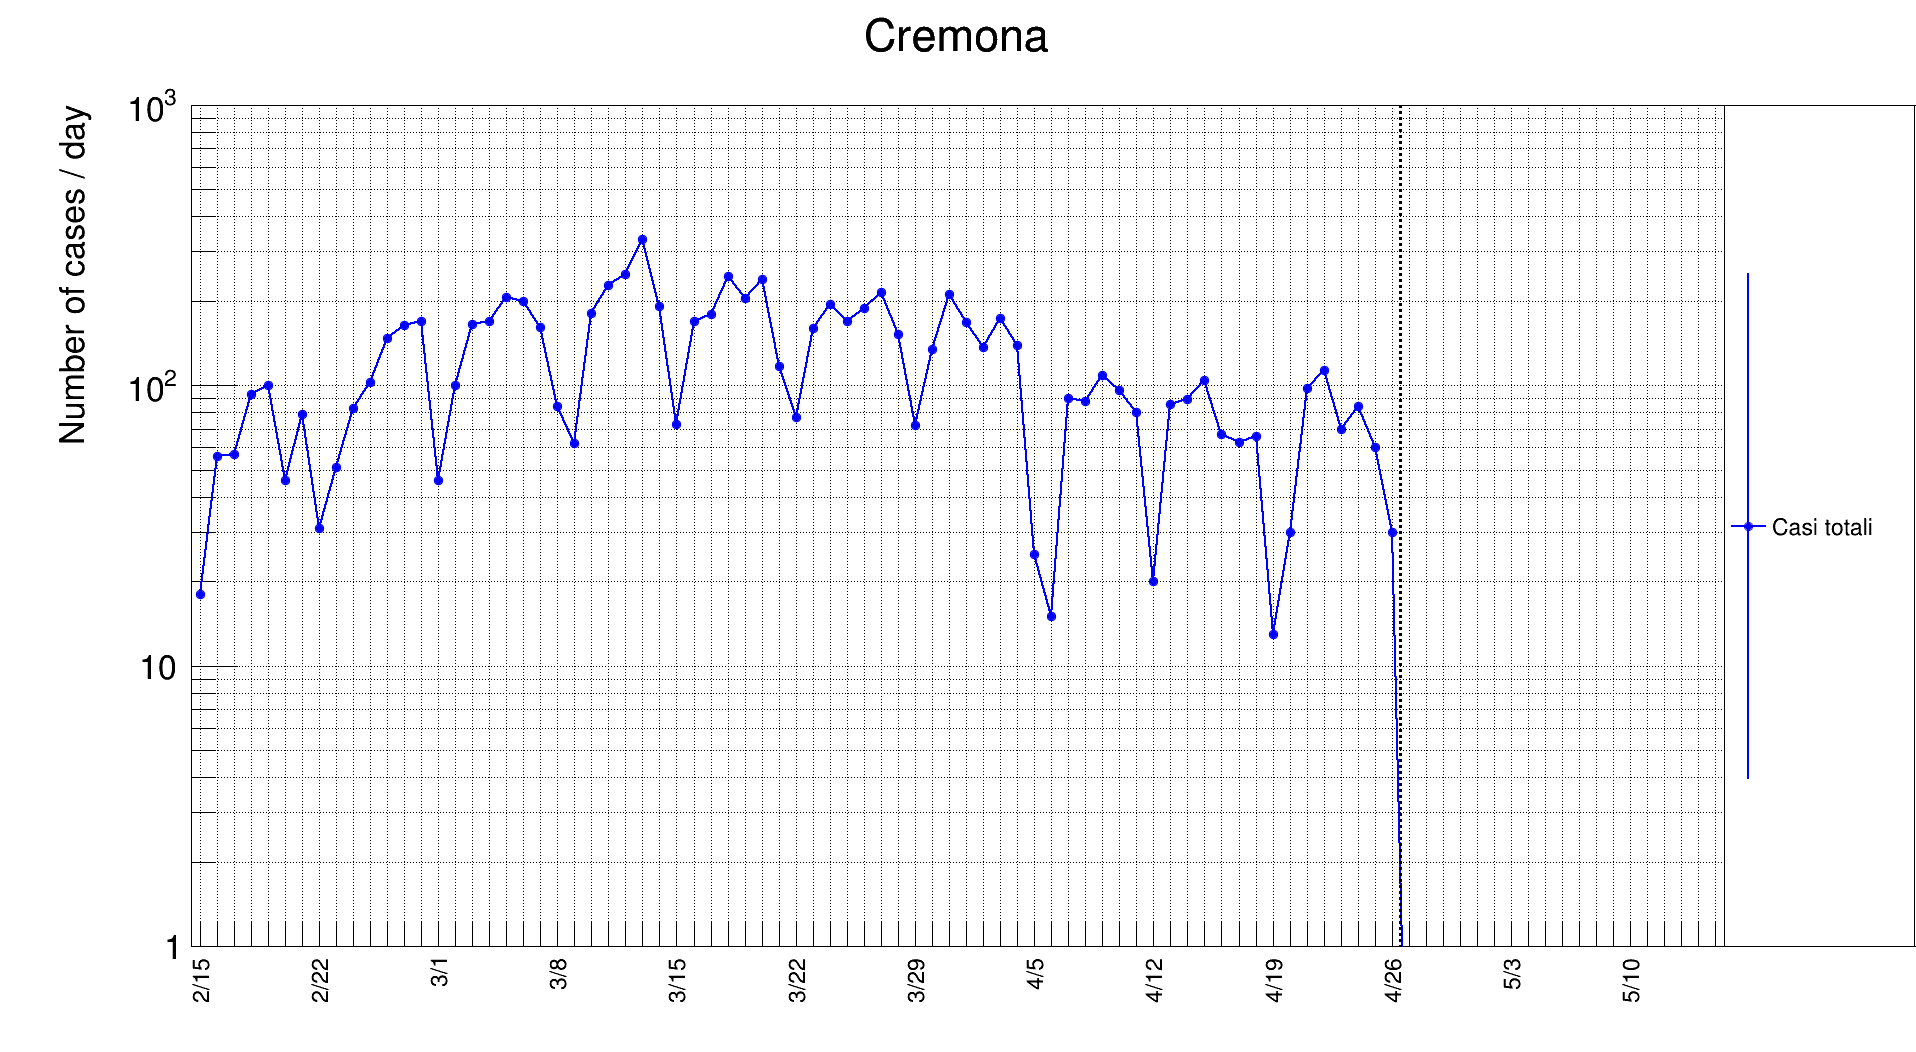 Cremona
Number of cases / day
10³
10²
10
1
2/15 2/22 3/1 3/8 3/15 3/22 3/29 4/5 4/12 4/19 4/26 5/3 5/10
Casi totali